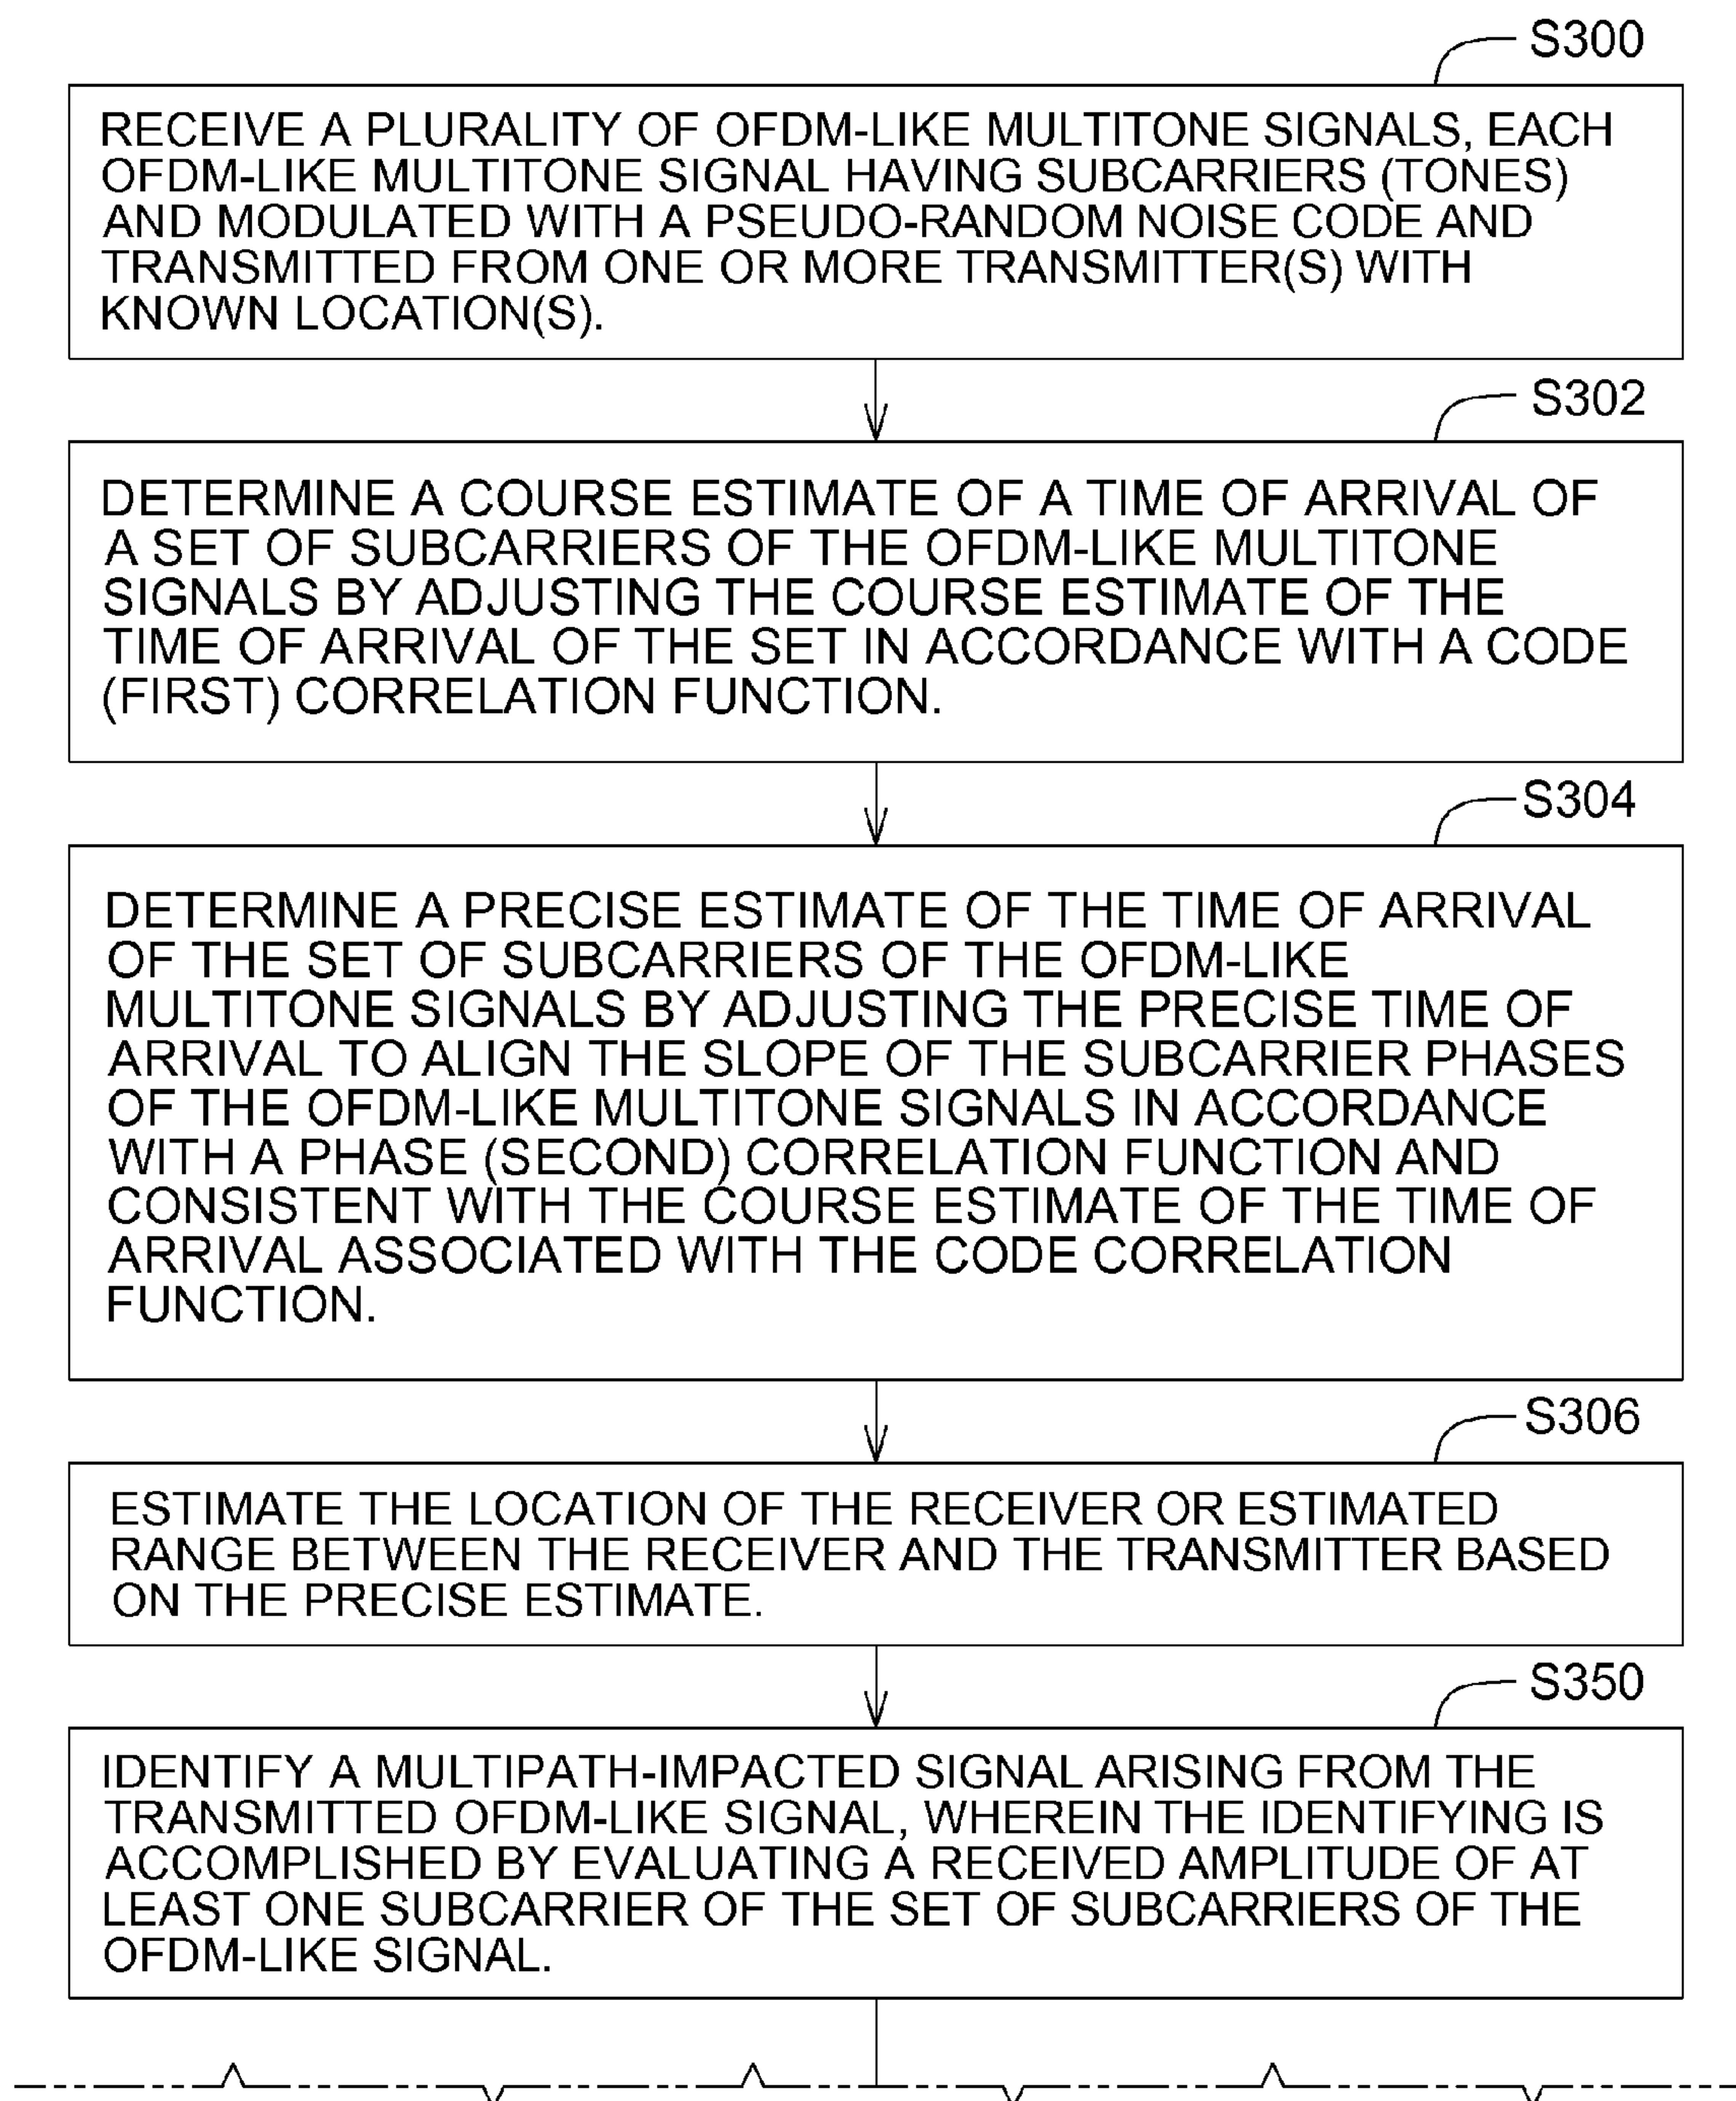 S300
RECEIVE A PLURALITY OF OFDM-LIKE MULTITONE SIGNALS, EACH
OFDM-LIKE MULTITONE SIGNAL HAVING SUBCARRIERS (TONES)
AND MODULATED WITH A PSEUDO-RANDOM NOISE CODE AND
TRANSMITTED FROM ONE OR MORE TRANSMITTER(S) WITH
KNOWN LOCATION(S).
S302
DETERMINE A COURSE ESTIMATE OF A TIME OF ARRIVAL OF
A SET OF SUBCARRIERS OF THE OFDM-LIKE MULTITONE
SIGNALS BY ADJUSTING THE COURSE ESTIMATE OF THE
TIME OF ARRIVAL OF THE SET IN ACCORDANCE WITH A CODE
(FIRST) CORRELATION FUNCTION.
S304
DETERMINE A PRECISE ESTIMATE OF THE TIME OF ARRIVAL
OF THE SET OF SUBCARRIERS OF THE OFDM-LIKE
MULTITONE SIGNALS BY ADJUSTING THE PRECISE TIME OF
ARRIVAL TO ALIGN THE SLOPE OF THE SUBCARRIER PHASES
OF THE OFDM-LIKE MULTITONE SIGNALS IN ACCORDANCE
WITH A PHASE (SECOND) CORRELATION FUNCTION AND
CONSISTENT WITH THE COURSE ESTIMATE OF THE TIME OF
ARRIVAL ASSOCIATED WITH THE CODE CORRELATION
FUNCTION.
S306
ESTIMATE THE LOCATION OF THE RECEIVER OR ESTIMATED
RANGE BETWEEN THE RECEIVER AND THE TRANSMITTER BASED
ON THE PRECISE ESTIMATE.
S350
IDENTIFY A MULTIPATH-IMPACTED SIGNAL ARISING FROM THE
TRANSMITTED OFDM-LIKE SIGNAL, WHEREIN THE IDENTIFYING IS
ACCOMPLISHED BY EVALUATING A RECEIVED AMPLITUDE OF AT
LEAST ONE SUBCARRIER OF THE SET OF SUBCARRIERS OF THE
OFDM-LIKE SIGNAL.